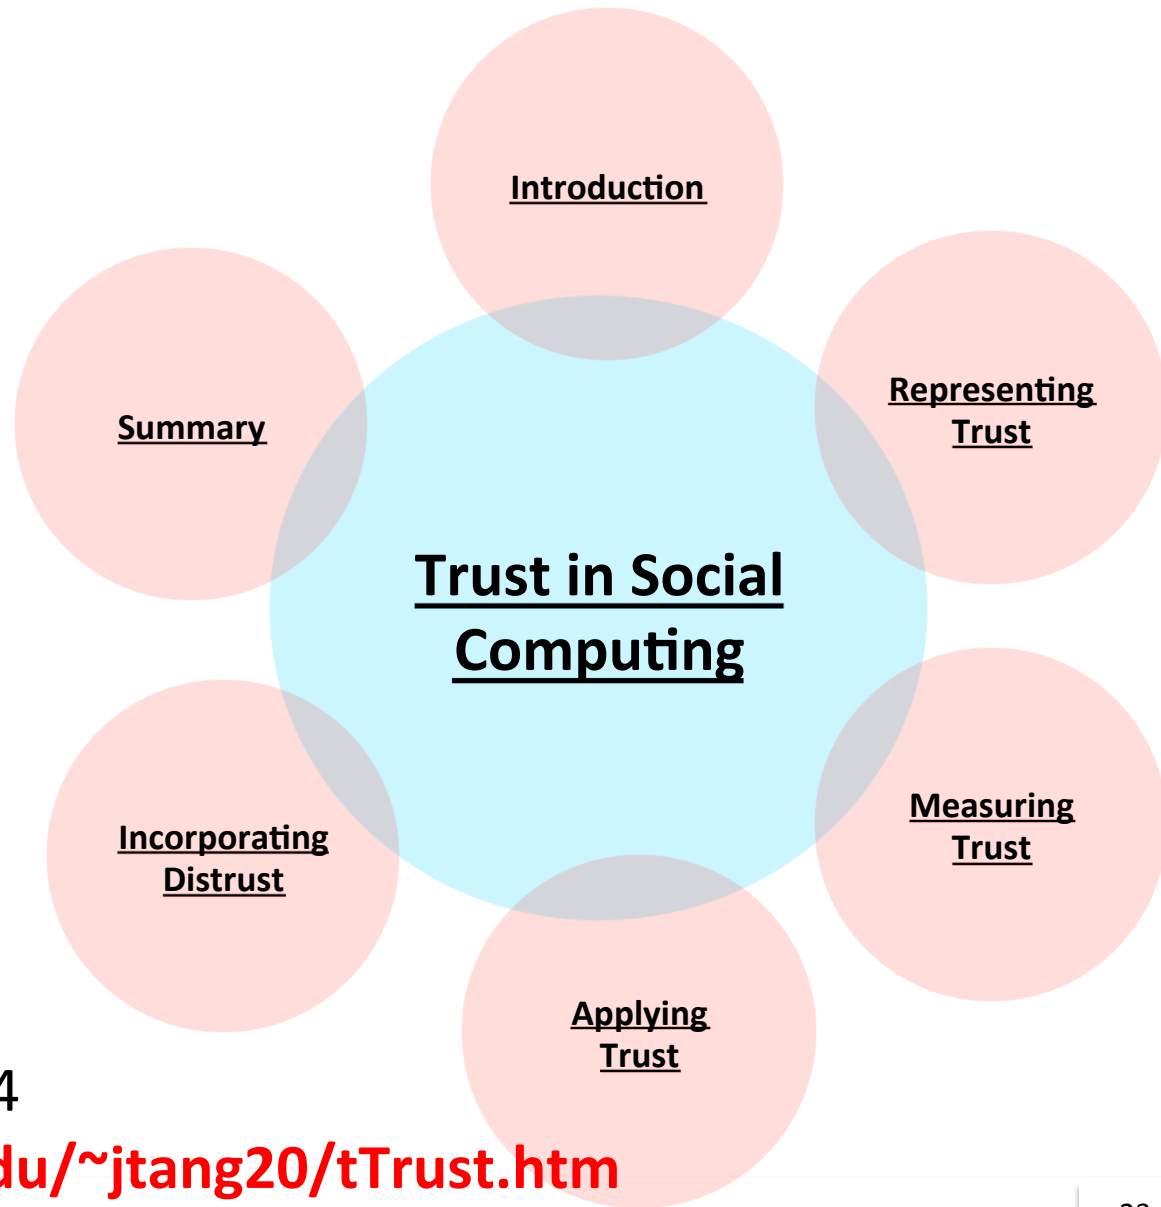 Introduction
Representing
Trust
Summary
Trust in Social
Computing
Measuring
Trust
Incorporating
Distrust
Applying
Trust
4
du/~jtang20/tTrust.htm